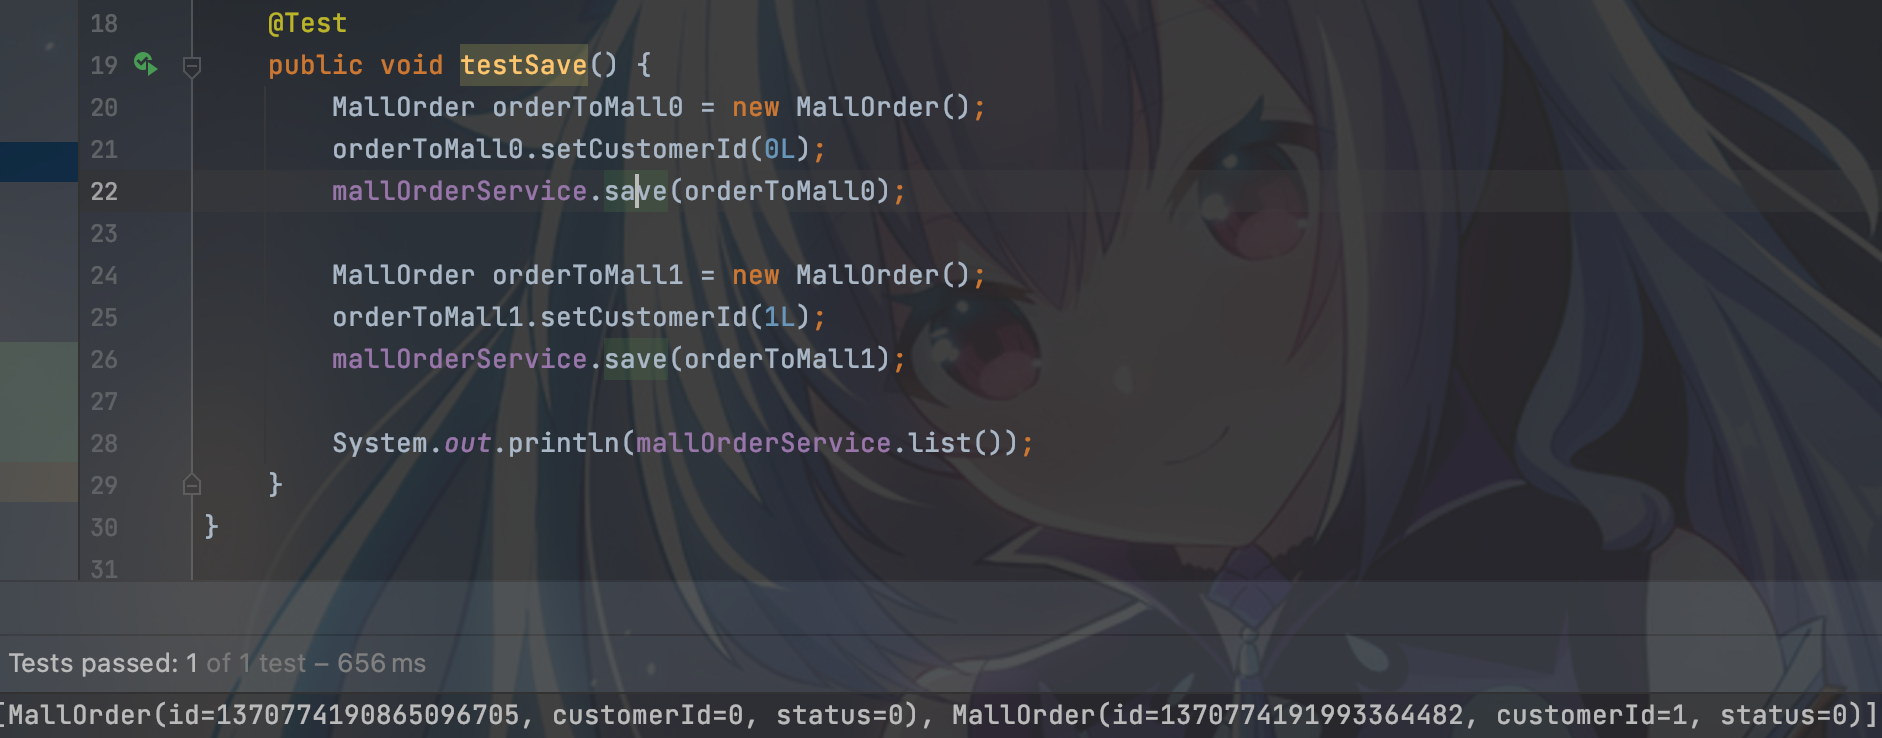 18 @Test
19 public void testSave() {
20 MallOrder orderToMall0 = new MallOrder();
21 orderToMall0.setCustomerId(0L);
22 mallOrderService.save(orderToMall0);
23
24 MallOrder orderToMall1 = new MallOrder();
25 orderToMall1.setCustomerId(1L);
26 mallOrderService.save(orderToMall1);
27
28 System.out.println(mallOrderService.list());
29 }
30 }
31
Tests passed: 1 of 1 test – 656 ms
[MallOrder(id=1370774190865096705, customerId=0, status=0), MallOrder(id=1370774191993364482, customerId=1, status=0)]